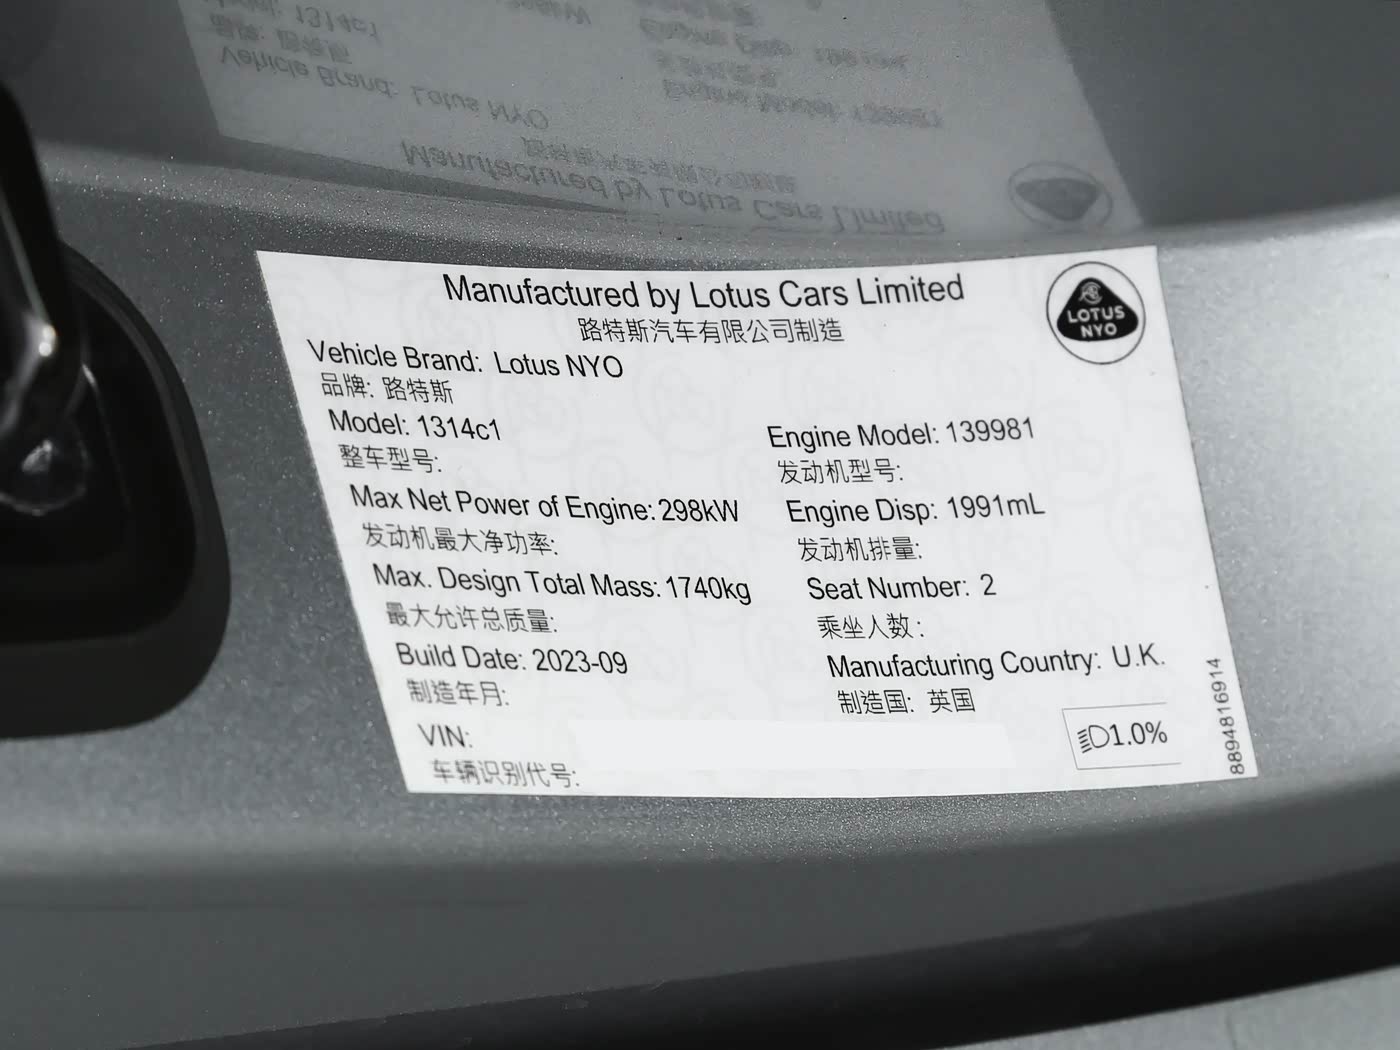 Manufactured by Lotus Cars Limited
路特斯汽车有限公司制造
LOTUS
NYO
Vehicle Brand: Lotus NYO
品牌: 路特斯
Model: 1314c1
整车型号:
Engine Model: 139981
发动机型号:
Max Net Power of Engine: 298kW
发动机最大净功率:
Engine Disp: 1991mL
发动机排量:
Max. Design Total Mass: 1740kg
最大允许总质量:
Seat Number: 2
乘坐人数:
Build Date: 2023-09
制造年月:
Manufacturing Country: U.K.
制造国: 英国
VIN:
车辆识别代号:
1.0%
8894816914